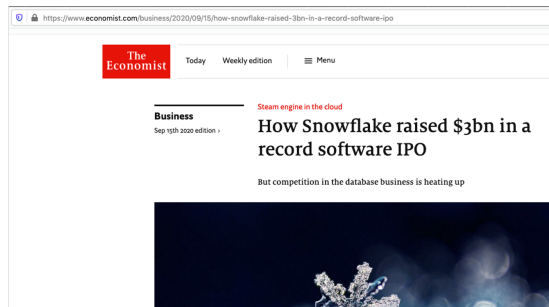 https://www.economist.com/business/2020/09/15/how-snowflake-raised-3bn-in-a-record-software-ipo
The
Economist
Today
Weekly edition
Menu
Business
Sep 15th 2020 edition ›
Steam engine in the cloud
How Snowflake raised $3bn in a
record software IPO
But competition in the database business is heating up